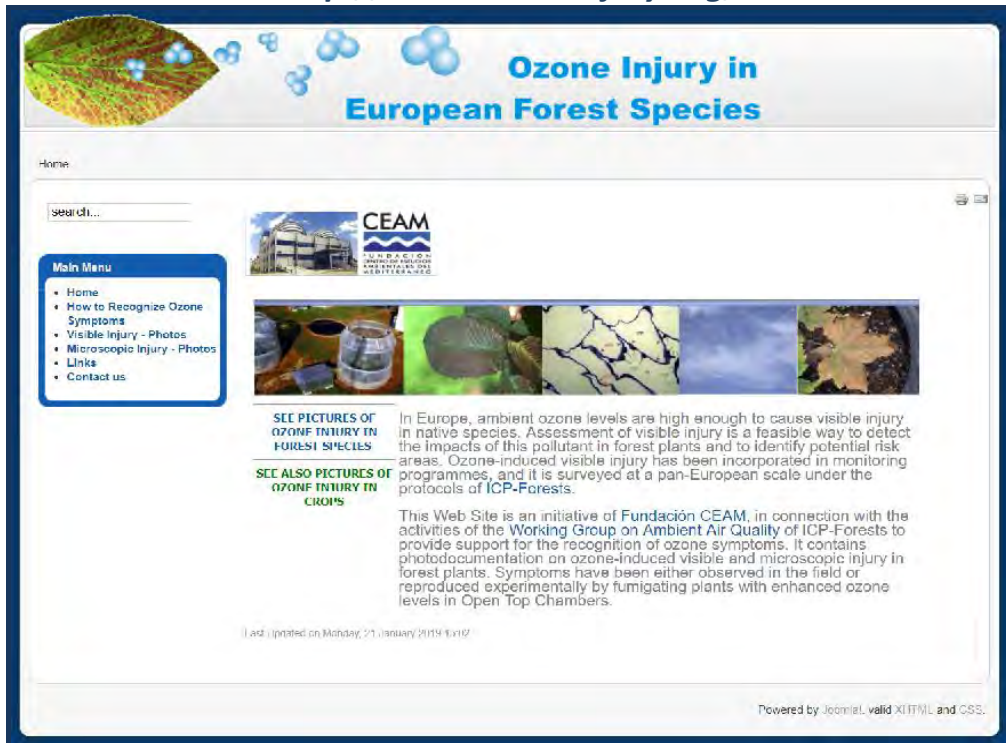 Ozone Injury in
European Forest Species
Home
search...
CEAM
FUNDACIÓN
CENTRO DE ESTUDIOS
AMBIENTALES DEL
MEDITERRANEO
Main Menu
Home
How to Recognize Ozone
Symptoms
Visible Injury - Photos
Microscopic Injury - Photos
Links
Contact us
SEE PICTURES OF
OZONE INJURY IN
FOREST SPECIES
SEE ALSO PICTURES OF
OZONE INJURY IN
CROPS
In Europe, ambient ozone levels are high enough to cause visible injury
in native species. Assessment of visible injury is a feasible way to detect
the impacts of this pollutant in forest plants and to identify potential risk
areas. Ozone-induced visible injury has been incorporated in monitoring
programmes, and it is surveyed at a pan-European scale under the
protocols of ICP-Forests.
This Web Site is an initiative of Fundación CEAM, in connection with the
activities of the Working Group on Ambient Air Quality of ICP-Forests to
provide support for the recognition of ozone symptoms. It contains
photodocumentation on ozone-induced visible and microscopic injury in
forest plants. Symptoms have been either observed in the field or
reproduced experimentally by fumigating plants with enhanced ozone
levels in Open Top Chambers.
Last Updated on Monday, 21 January 2019
Powered by Joomla!. valid XHTML and CSS.